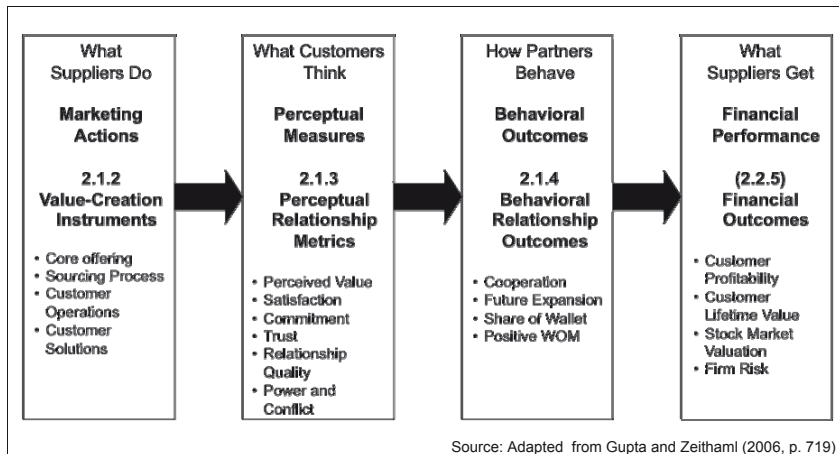 What
Suppliers Do
Marketing
Actions
2.1.2
Value-Creation
Instruments
• Core offering
• Sourcing Process
• Customer
Operations
• Customer
Solutions
What Customers
Think
Perceptual
Measures
2.1.3
Perceptual
Relationship
Metrics
• Perceived Value
• Satisfaction
• Commitment
• Trust
• Relationship
Quality
• Power and
Conflict
How Partners
Behave
Behavioral
Outcomes
2.1.4
Behavioral
Relationship
Outcomes
• Cooperation
• Future Expansion
• Share of Wallet
• Positive WOM
What
Suppliers Get
Financial
Performance
(2.2.5)
Financial
Outcomes
• Customer
Profitability
• Customer
Lifetime Value
• Stock Market
Valuation
• Firm Risk
Source: Adapted from Gupta and Zeithaml (2006, p. 719)